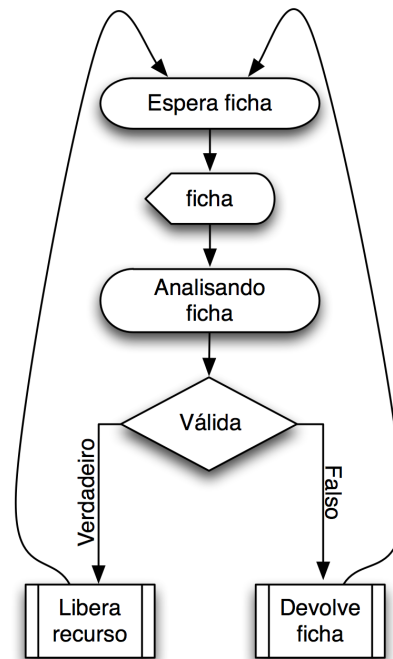 Espera ficha
ficha
Analisando
ficha
Válida
Verdadeiro
Falso
Libera
recurso
Devolve
ficha